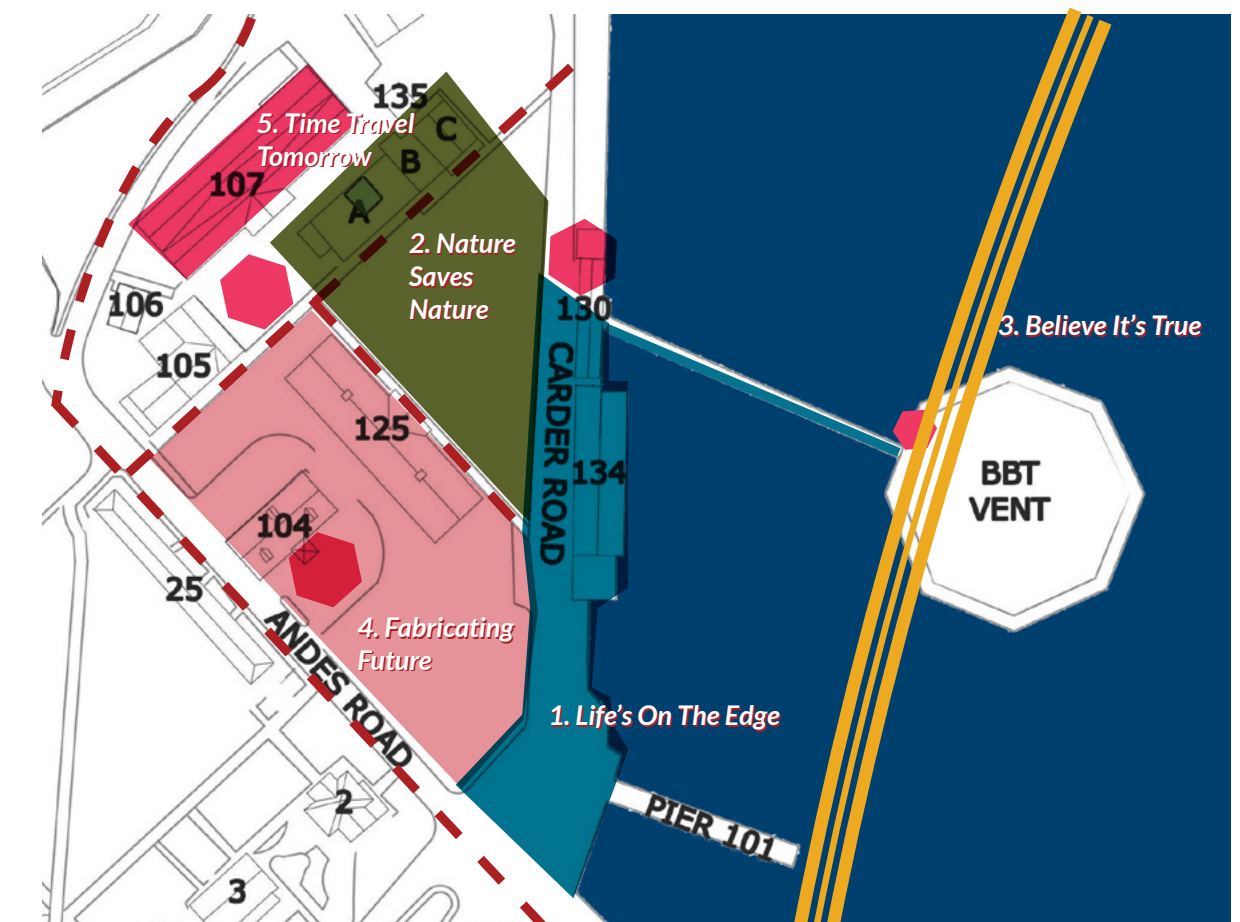 135
C
5. Time Travel
Tomorrow
B
107
A
2. Nature
Saves
Nature
106
130
3. Believe It's True
105
CARDER ROAD
125
134
BBT
VENT
104
25
4. Fabricating
Future
ANDES ROAD
1. Life's On The Edge
2
PIER 101
3